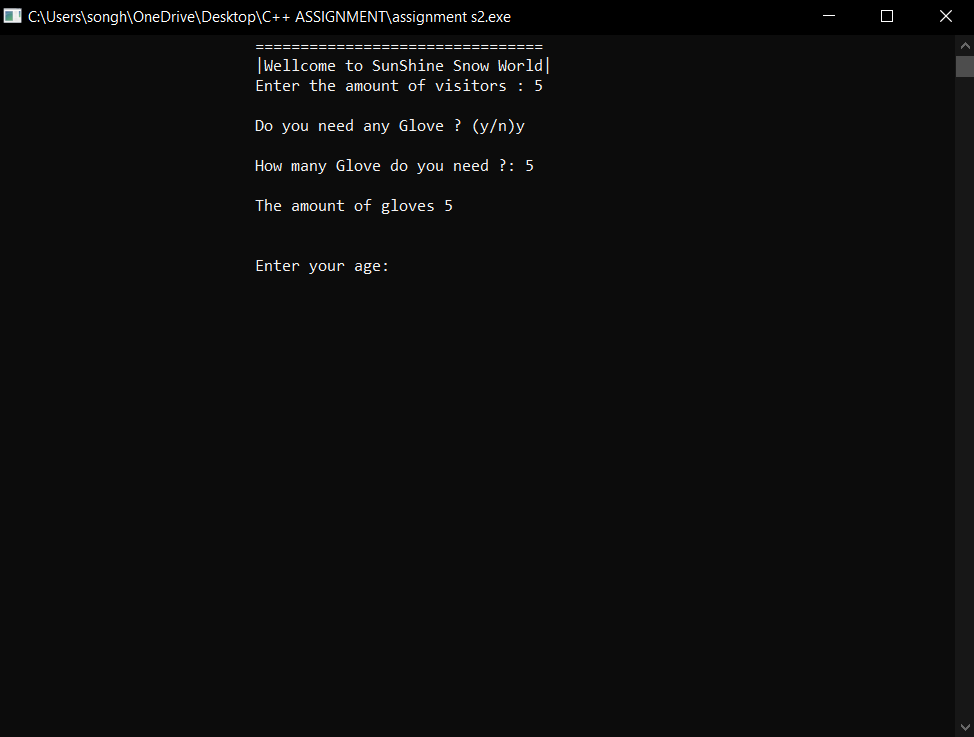 C:\Users\songh\OneDrive\Desktop\C++ ASSIGNMENT\assignment s2.exe
================================
|Wellcome to SunShine Snow World|
Enter the amount of visitors : 5
Do you need any Glove ? (y/n)y
How many Glove do you need ?: 5
The amount of gloves 5
Enter your age: